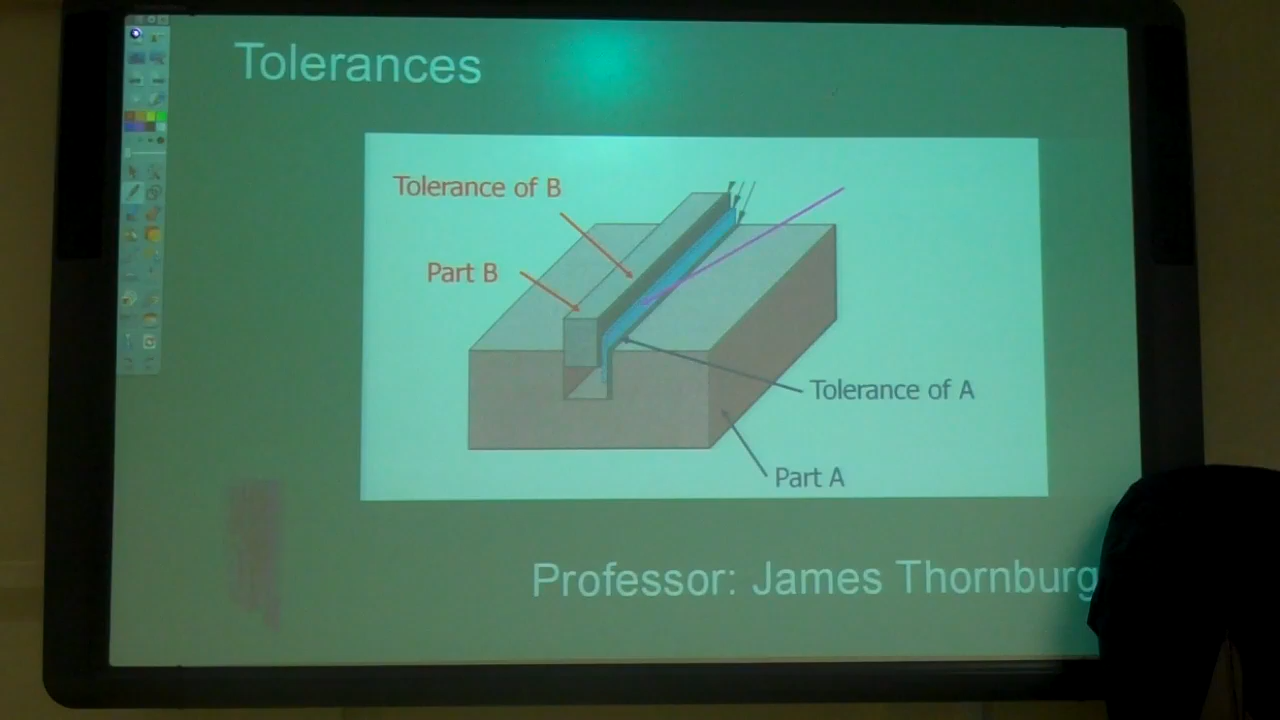 Tolerances
Tolerance of B
Part B
Tolerance of A
Part A
Professor: James Thornburg